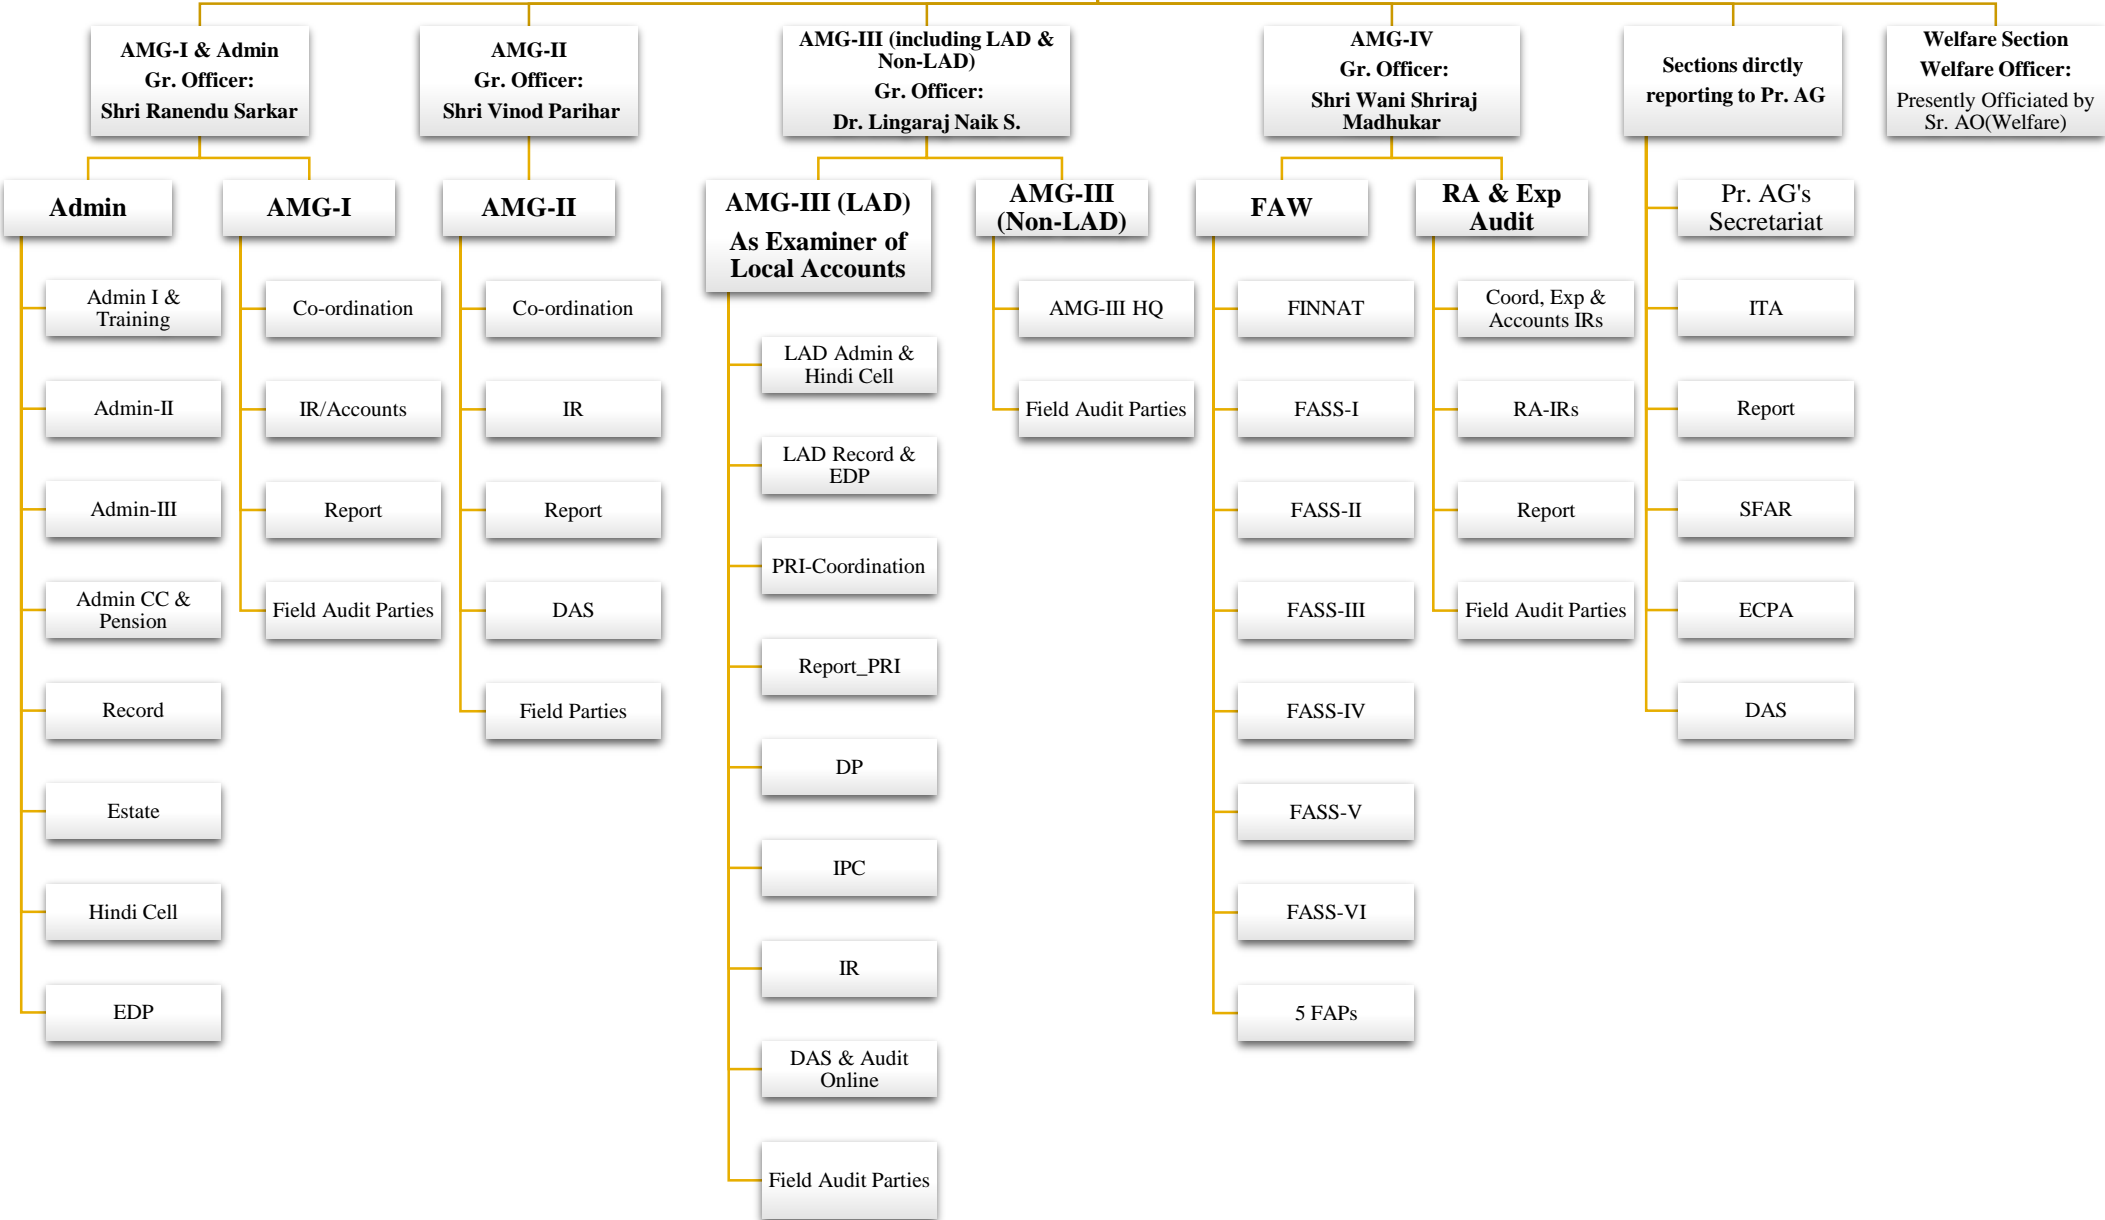 AMG-I & Admin
Gr. Officer:
Shri Ranendu Sarkar
AMG-II
Gr. Officer:
Shri Vinod Parihar
AMG-III (including LAD &
Non-LAD)
Gr. Officer:
Dr. Lingaraj Naik S.
AMG-IV
Gr. Officer:
Shri Wani Shriraj
Madhukar
Sections dirctly
reporting to Pr. AG
Welfare Section
Welfare Officer:
Presently Officiated by
Sr. AO(Welfare)
Admin
Admin I &
Training
Admin-II
Admin-III
Admin CC &
Pension
Record
Estate
Hindi Cell
EDP
AMG-I
Co-ordination
IR/Accounts
Report
Field Audit Parties
AMG-II
Co-ordination
IR
Report
DAS
Field Parties
AMG-III (LAD)
As Examiner of
Local Accounts
LAD Admin &
Hindi Cell
LAD Record &
EDP
PRI-Coordination
Report_PRI
DP
IPC
IR
DAS & Audit
Online
Field Audit Parties
AMG-III
(Non-LAD)
AMG-III HQ
Field Audit Parties
FAW
FINNAT
FASS-I
FASS-II
FASS-III
FASS-IV
FASS-V
FASS-VI
5 FAPs
RA & Exp
Audit
Coord, Exp &
Accounts IRs
RA-IRs
Report
Field Audit Parties
Pr. AG's
Secretariat
ITA
Report
SFAR
ECPA
DAS